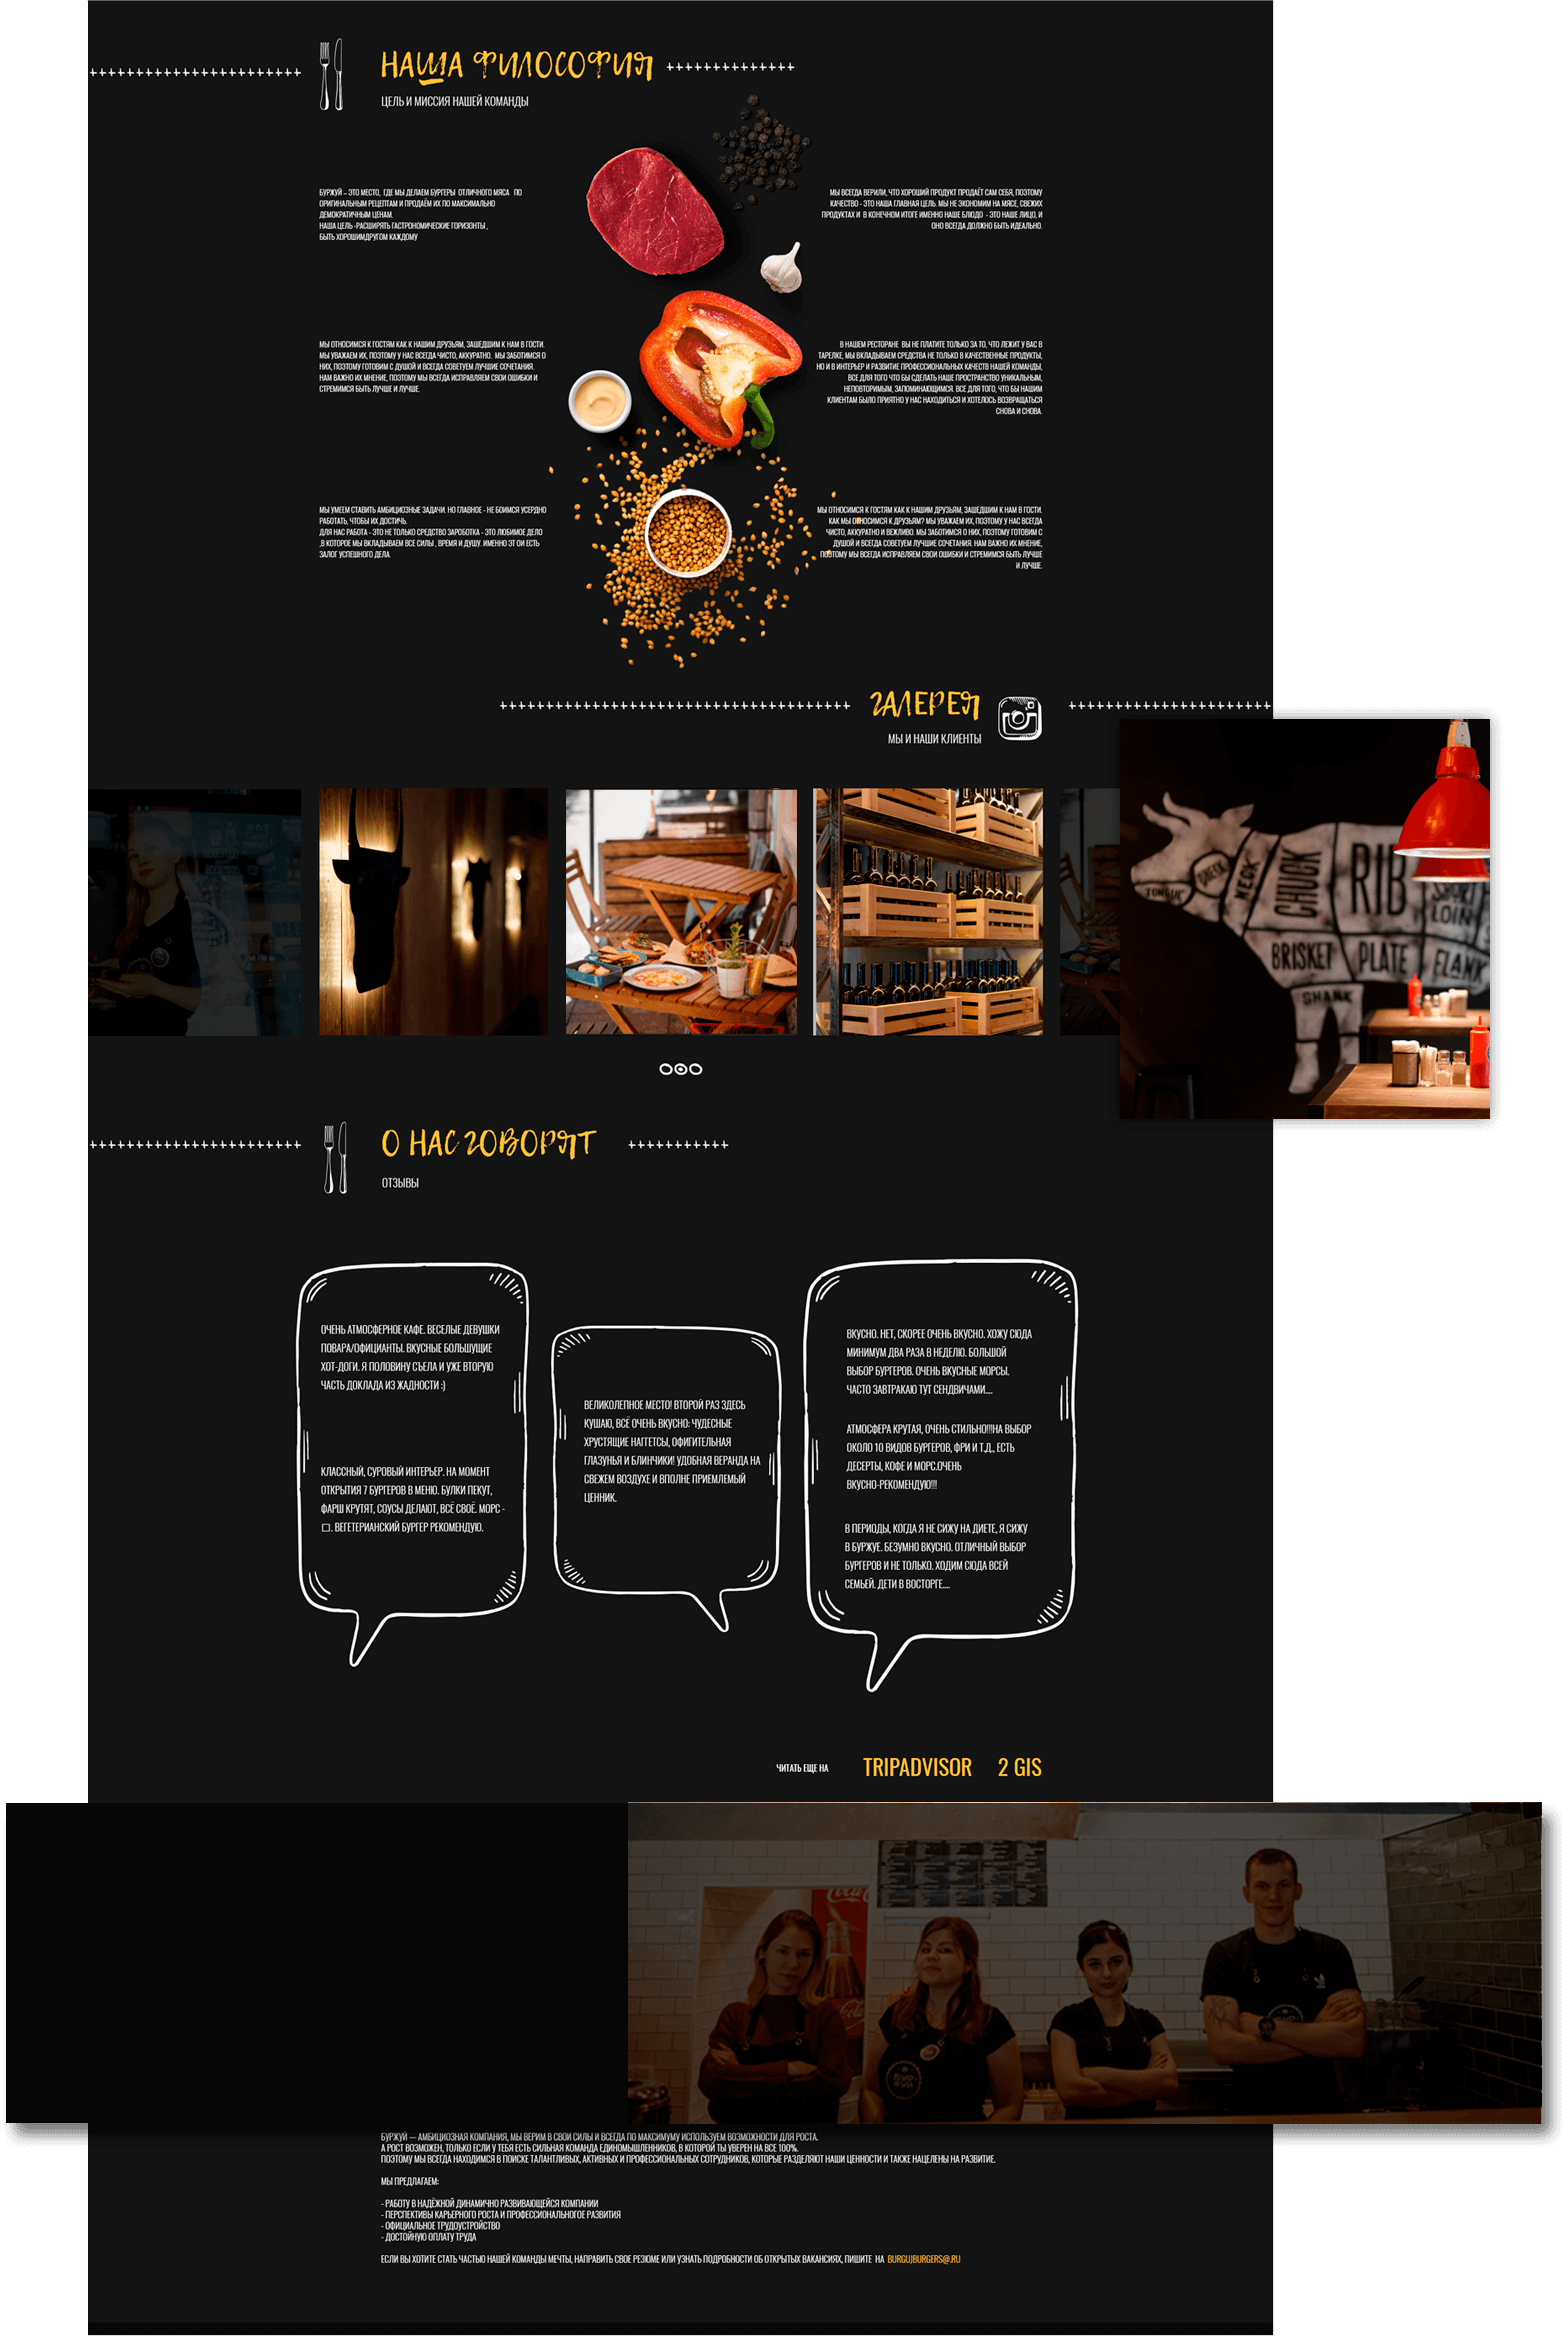 НАША ФИЛОСОФИЯ
ЦЕЛЬ И МИССИЯ НАШЕЙ КОМАНДЫ
БУРЖУЙ – ЭТО МЕСТО, ГДЕ МЫ ДЕЛАЕМ БУРГЕРЫ ОТЛИЧНОГО МЯСА ПО
ОРИГИНАЛЬНЫМ РЕЦЕПТАМ И ПРОДАЁМ ИХ ПО МАКСИМАЛЬНО
ДЕМОКРАТИЧНЫМ ЦЕНАМ.
НАША ЦЕЛЬ -РАСШИРЯТЬ ГАСТРОНОМИЧЕСКИЕ ГОРИЗОНТЫ ,
БЫТЬ ХОРОШИМДРУГОМ КАЖДОМУ
МЫ ВСЕГДА ВЕРИЛИ, ЧТО ХОРОШИЙ ПРОДУКТ ПРОДАЁТ САМ СЕБЯ, ПОЭТОМУ
КАЧЕСТВО - ЭТО НАША ГЛАВНАЯ ЦЕЛЬ. МЫ НЕ ЭКОНОМИМ НА МЯСЕ, СВЕЖИХ
ПРОДУКТАХ И В КОНЕЧНОМ ИТОГЕ ИМЕННО НАШЕ БЛЮДО - ЭТО НАШЕ ЛИЦО, И
ОНО ВСЕГДА ДОЛЖНО БЫТЬ ИДЕАЛЬНО.
МЫ ОТНОСИМСЯ К ГОСТЯМ КАК К НАШИМ ДРУЗЬЯМ, ЗАШЕДШИМ К НАМ В ГОСТИ.
МЫ УВАЖАЕМ ИХ, ПОЭТОМУ У НАС ВСЕГДА ЧИСТО, АККУРАТНО. МЫ ЗАБОТИМСЯ О
НИХ, ПОЭТОМУ ГОТОВИМ С ДУШОЙ И ВСЕГДА СОВЕТУЕМ ЛУЧШИЕ СОЧЕТАНИЯ.
НАМ ВАЖНО ИХ МНЕНИЕ, ПОЭТОМУ МЫ ВСЕГДА ИСПРАВЛЯЕМ СВОИ ОШИБКИ И
СТРЕМИМСЯ БЫТЬ ЛУЧШЕ И ЛУЧШЕ.
В НАШЕМ РЕСТОРАНЕ ВЫ НЕ ПЛАТИТЕ ТОЛЬКО ЗА ТО, ЧТО ЛЕЖИТ У ВАС В
ТАРЕЛКЕ, МЫ ВКЛАДЫВАЕМ СРЕДСТВА НЕ ТОЛЬКО В КАЧЕСТВЕННЫЕ ПРОДУКТЫ,
НО И В ИНТЕРЬЕР И РАЗВИТИЕ ПРОФЕССИОНАЛЬНЫХ КАЧЕСТВ НАШЕЙ КОМАНДЫ,
ВСЕ ДЛЯ ТОГО ЧТО БЫ СДЕЛАТЬ НАШЕ ПРОСТРАНСТВО УНИКАЛЬНЫМ,
НЕПОВТОРИМЫМ, ЗАПОМИНАЮЩИМСЯ. ВСЕ ДЛЯ ТОГО, ЧТО БЫ НАШИМ
КЛИЕНТАМ БЫЛО ПРИЯТНО У НАС НАХОДИТЬСЯ И ХОТЕЛОСЬ ВОЗВРАЩАТЬСЯ
СНОВА И СНОВА.
МЫ УМЕЕМ СТАВИТЬ АМБИЦИОЗНЫЕ ЗАДАЧИ. НО ГЛАВНОЕ - НЕ БОИМСЯ УСЕРДНО
РАБОТАТЬ, ЧТОБЫ ИХ ДОСТИЧЬ.
ДЛЯ НАС РАБОТА - ЭТО НЕ ТОЛЬКО СРЕДСТВО ЗАРОБОТКА - ЭТО ЛЮБИМОЕ ДЕЛО
,В КОТОРОЕ МЫ ВКЛАДЫВАЕМ ВСЕ СИЛЫ , ВРЕМЯ И ДУШУ. ИМЕННО ЭТ ОИ ЕСТЬ
ЗАЛОГ УСПЕШНОГО ДЕЛА.
МЫ ОТНОСИМСЯ К ГОСТЯМ КАК К НАШИМ ДРУЗЬЯМ, ЗАШЕДШИМ К НАМ В ГОСТИ.
КАК МЫ ОТНОСИМСЯ К ДРУЗЬЯМ? МЫ УВАЖАЕМ ИХ, ПОЭТОМУ У НАС ВСЕГДА
ЧИСТО, АККУРАТНО И ВЕЖЛИВО. МЫ ЗАБОТИМСЯ О НИХ, ПОЭТОМУ ГОТОВИМ С
ДУШОЙ И ВСЕГДА СОВЕТУЕМ ЛУЧШИЕ СОЧЕТАНИЯ. НАМ ВАЖНО ИХ МНЕНИЕ,
ПОЭТОМУ МЫ ВСЕГДА ИСПРАВЛЯЕМ СВОИ ОШИБКИ И СТРЕМИМСЯ БЫТЬ ЛУЧШЕ
И ЛУЧШЕ.
ГАЛЕРЕЯ
МЫ И НАШИ КЛИЕНТЫ
TONGUE
CHEEK
NECK
CHUCK
RIB
LOIN
BRISKET
PLATE
FLANK
SHANK
О НАС ГОВОРЯТ
ОТЗЫВЫ
ОЧЕНЬ АТМОСФЕРНОЕ КАФЕ. ВЕСЕЛЫЕ ДЕВУШКИ
ПОВАРА/ОФИЦИАНТЫ. ВКУСНЫЕ БОЛЬШУЩИЕ
ХОТ-ДОГИ. Я ПОЛОВИНУ СЪЕЛА И УЖЕ ВТОРУЮ
ЧАСТЬ ДОКЛАДА ИЗ ЖАДНОСТИ :)
КЛАССНЫЙ, СУРОВЫЙ ИНТЕРЬЕР. НА МОМЕНТ
ОТКРЫТИЯ 7 БУРГЕРОВ В МЕНЮ. БУЛКИ ПЕКУТ,
ФАРШ КРУТЯТ, СОУСЫ ДЕЛАЮТ, ВСЁ СВОЁ. МОРС -
□. ВЕГЕТЕРИАНСКИЙ БУРГЕР РЕКОМЕНДУЮ.
ВЕЛИКОЛЕПНОЕ МЕСТО! ВТОРОЙ РАЗ ЗДЕСЬ
КУШАЮ, ВСЁ ОЧЕНЬ ВКУСНО: ЧУДЕСНЫЕ
ХРУСТЯЩИЕ НАГГЕТСЫ, ОФИГИТЕЛЬНАЯ
ГЛАЗУНЬЯ И БЛИНЧИКИ! УДОБНАЯ ВЕРАНДА НА
СВЕЖЕМ ВОЗДУХЕ И ВПОЛНЕ ПРИЕМЛЕМЫЙ
ЦЕННИК.
ВКУСНО. НЕТ, СКОРЕЕ ОЧЕНЬ ВКУСНО. ХОЖУ СЮДА
МИНИМУМ ДВА РАЗА В НЕДЕЛЮ. БОЛЬШОЙ
ВЫБОР БУРГЕРОВ. ОЧЕНЬ ВКУСНЫЕ МОРСЫ.
ЧАСТО ЗАВТРАКАЮ ТУТ СЕНДВИЧАМИ....
АТМОСФЕРА КРУТАЯ, ОЧЕНЬ СТИЛЬНО!!!НА ВЫБОР
ОКОЛО 10 ВИДОВ БУРГЕРОВ, ФРИ И Т.Д., ЕСТЬ
ДЕСЕРТЫ, КОФЕ И МОРС.ОЧЕНЬ
ВКУСНО-РЕКОМЕНДУЮ!!!
В ПЕРИОДЫ, КОГДА Я НЕ СИЖУ НА ДИЕТЕ, Я СИЖУ
В БУРЖУЕ. БЕЗУМНО ВКУСНО. ОТЛИЧНЫЙ ВЫБОР
БУРГЕРОВ И НЕ ТОЛЬКО. ХОДИМ СЮДА ВСЕЙ
СЕМЬЕЙ. ДЕТИ В ВОСТОРГЕ....
ЧИТАТЬ ЕЩЕ НА TRIPADVISOR 2 GIS
БУРЖУЙ — АМБИЦИОЗНАЯ КОМПАНИЯ, МЫ ВЕРИМ В СВОИ СИЛЫ И ВСЕГДА ПО МАКСИМУМУ ИСПОЛЬЗУЕМ ВОЗМОЖНОСТИ ДЛЯ РОСТА.
А РОСТ ВОЗМОЖЕН, ТОЛЬКО ЕСЛИ У ТЕБЯ ЕСТЬ СИЛЬНАЯ КОМАНДА ЕДИНОМЫШЛЕННИКОВ, В КОТОРОЙ ТЫ УВЕРЕН НА ВСЕ 100%.
ПОЭТОМУ МЫ ВСЕГДА НАХОДИМСЯ В ПОИСКЕ ТАЛАНТЛИВЫХ, АКТИВНЫХ И ПРОФЕССИОНАЛЬНЫХ СОТРУДНИКОВ, КОТОРЫЕ РАЗДЕЛЯЮТ НАШИ ЦЕННОСТИ И ТАКЖЕ НАЦЕЛЕНЫ НА РАЗВИТИЕ.
МЫ ПРЕДЛАГАЕМ:
- РАБОТУ В НАДЁЖНОЙ ДИНАМИЧНО РАЗВИВАЮЩЕЙСЯ КОМПАНИИ
- ПЕРСПЕКТИВЫ КАРЬЕРНОГО РОСТА И ПРОФЕССИОНАЛЬНОГОЕ РАЗВИТИЯ
- ОФИЦИАЛЬНОЕ ТРУДОУСТРОЙСТВО
- ДОСТОЙНУЮ ОПЛАТУ ТРУДА
ЕСЛИ ВЫ ХОТИТЕ СТАТЬ ЧАСТЬЮ НАШЕЙ КОМАНДЫ МЕЧТЫ, НАПРАВИТЬ СВОЕ РЕЗЮМЕ ИЛИ УЗНАТЬ ПОДРОБНОСТИ ОБ ОТКРЫТЫХ ВАКАНСИЯХ, ПИШИТЕ НА BURGUJBURGERS@.RU